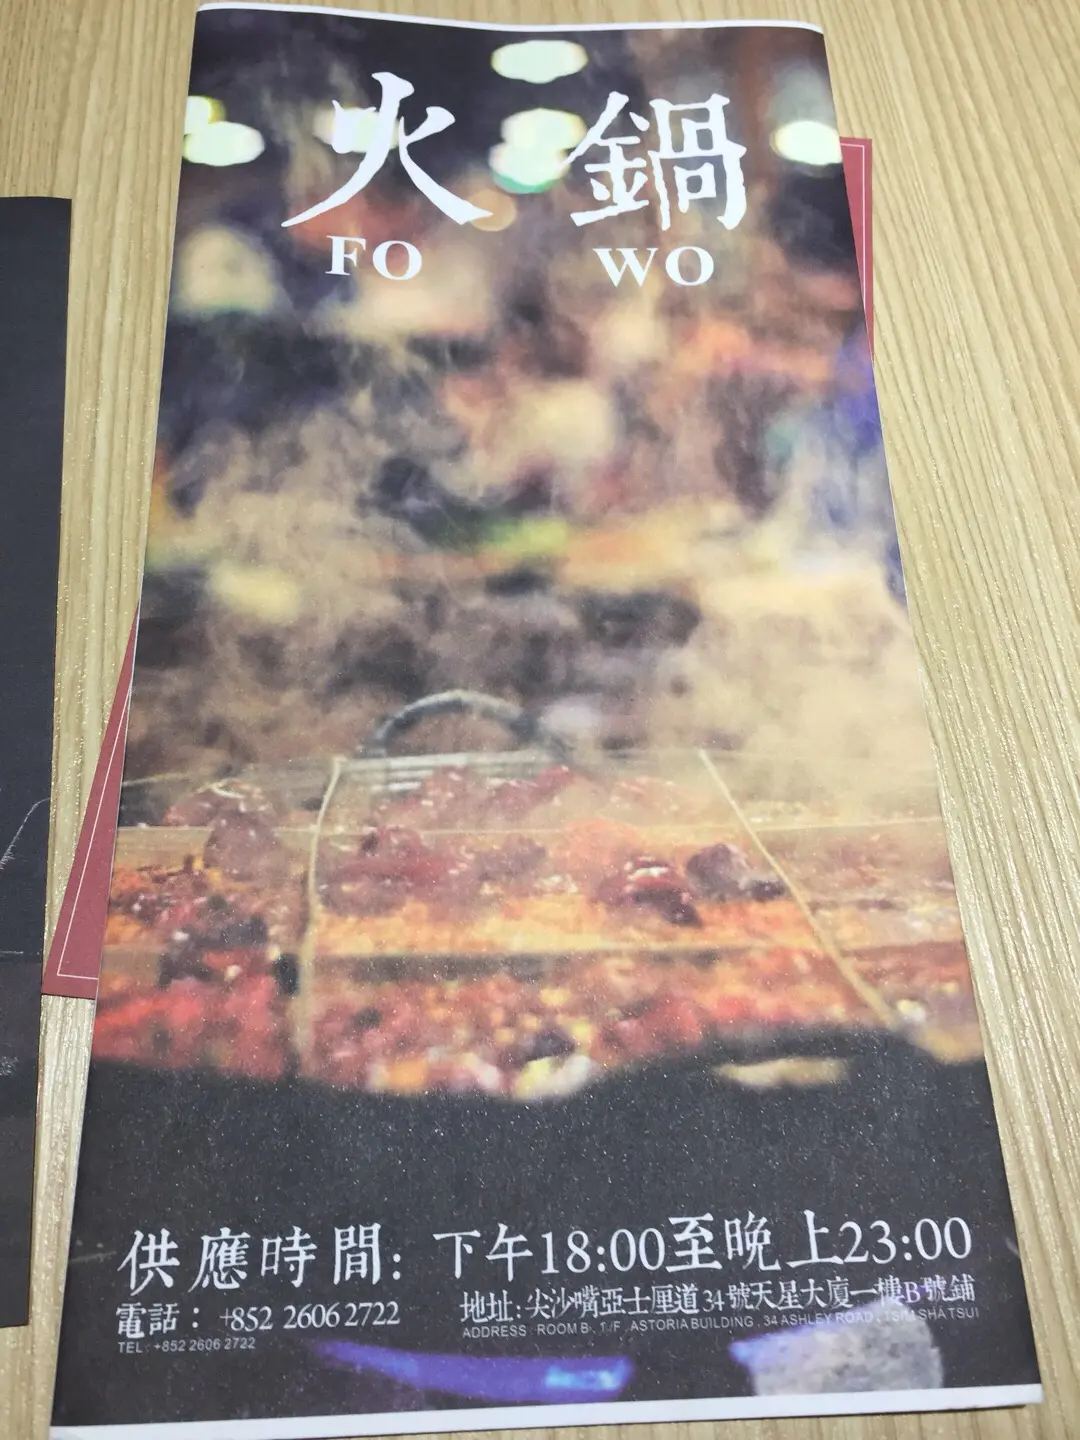 火鍋
FO WO
供應時間: 下午18:00至晚上23:00
電話: +852 2606 2722
TEL: +852 2606 2722
地址: 尖沙嘴亞士厘道34號天星大廈一樓B號鋪
ADDRESS: ROOM B, 1/F, ASTORIA BUILDING, 34 ASHLEY ROAD, TSIM SHA TSUI